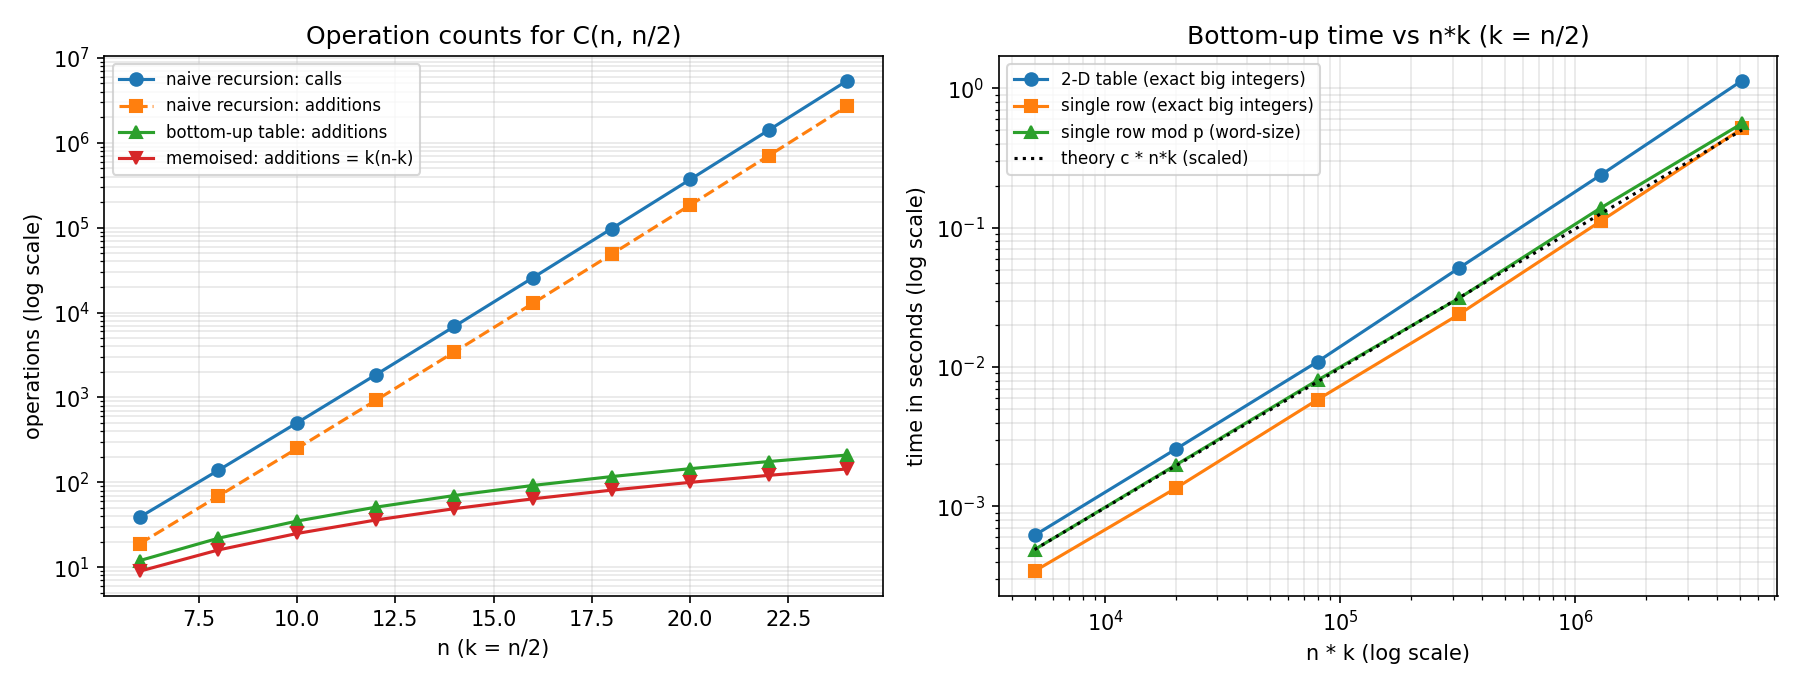 Operation counts for C(n, n/2)
naive recursion: calls
naive recursion: additions
bottom-up table: additions
memoised: additions = k(n-k)
operations (log scale)
10^7
10^6
10^5
10^4
10^3
10^2
10^1
7.5 10.0 12.5 15.0 17.5 20.0 22.5
n (k = n/2)
Bottom-up time vs n*k (k = n/2)
2-D table (exact big integers)
single row (exact big integers)
single row mod p (word-size)
theory c * n*k (scaled)
time in seconds (log scale)
10^0
10^−1
10^−2
10^−3
10^4 10^5 10^6
n * k (log scale)